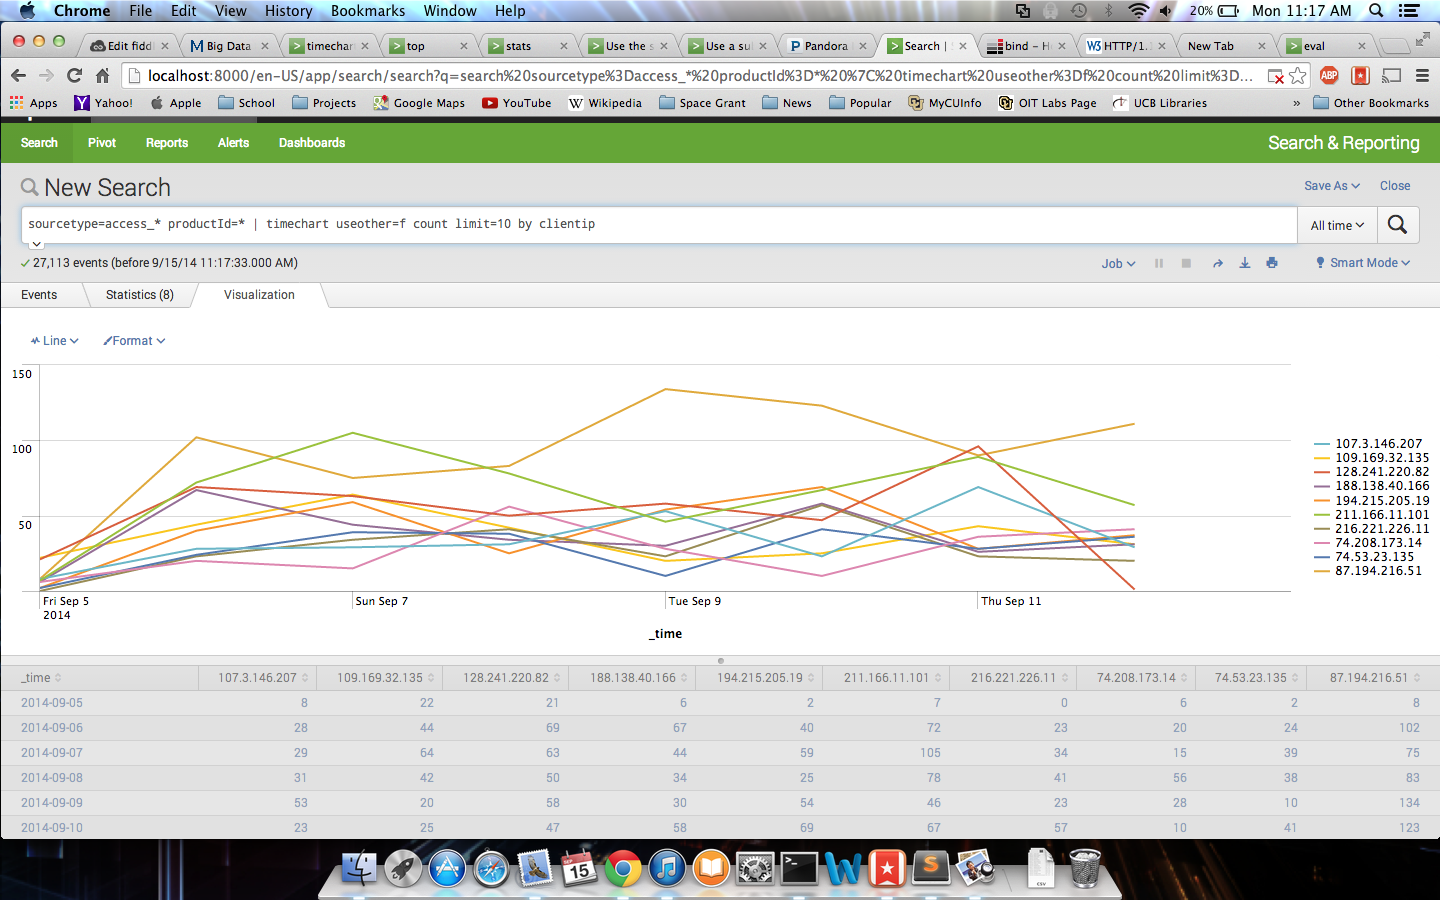 Chrome File Edit View History Bookmarks Window Help 20% Mon 11:17 AM
Edit fiddl Big Data timechar top stats Use the s Use a sul Pandora Search | S bind - H HTTP/1. New Tab eval
localhost:8000/en-US/app/search/search?q=search%20sourcetype%3Daccess_*%20productId%3D*%20%7C%20timechart%20useother%3Df%20count%20limit%3D... ABP
Apps Yahoo! Apple School Projects Google Maps YouTube Wikipedia Space Grant News Popular MyCUInfo OIT Labs Page UCB Libraries » Other Bookmarks
Search Pivot Reports Alerts Dashboards Search & Reporting
New Search Save As Close
sourcetype=access_* productId=* | timechart useother=f count limit=10 by clientip All time
27,113 events (before 9/15/14 11:17:33.000 AM) Job Smart Mode
Events Statistics (8) Visualization
Line Format
150
100
50
107.3.146.207
109.169.32.135
128.241.220.82
188.138.40.166
194.215.205.19
211.166.11.101
216.221.226.11
74.208.173.14
74.53.23.135
87.194.216.51
Fri Sep 5 Sun Sep 7 Tue Sep 9 Thu Sep 11
2014
_time
_time 107.3.146.207 109.169.32.135 128.241.220.82 188.138.40.166 194.215.205.19 211.166.11.101 216.221.226.11 74.208.173.14 74.53.23.135 87.194.216.51
2014-09-05 8 22 21 6 2 7 0 6 2 8
2014-09-06 28 44 69 67 40 72 23 20 24 102
2014-09-07 29 64 63 44 59 105 34 15 39 75
2014-09-08 31 42 50 34 25 78 41 56 38 83
2014-09-09 53 20 58 30 54 46 23 28 10 134
2014-09-10 23 25 47 58 69 67 57 10 41 123
SEP
15
CSV